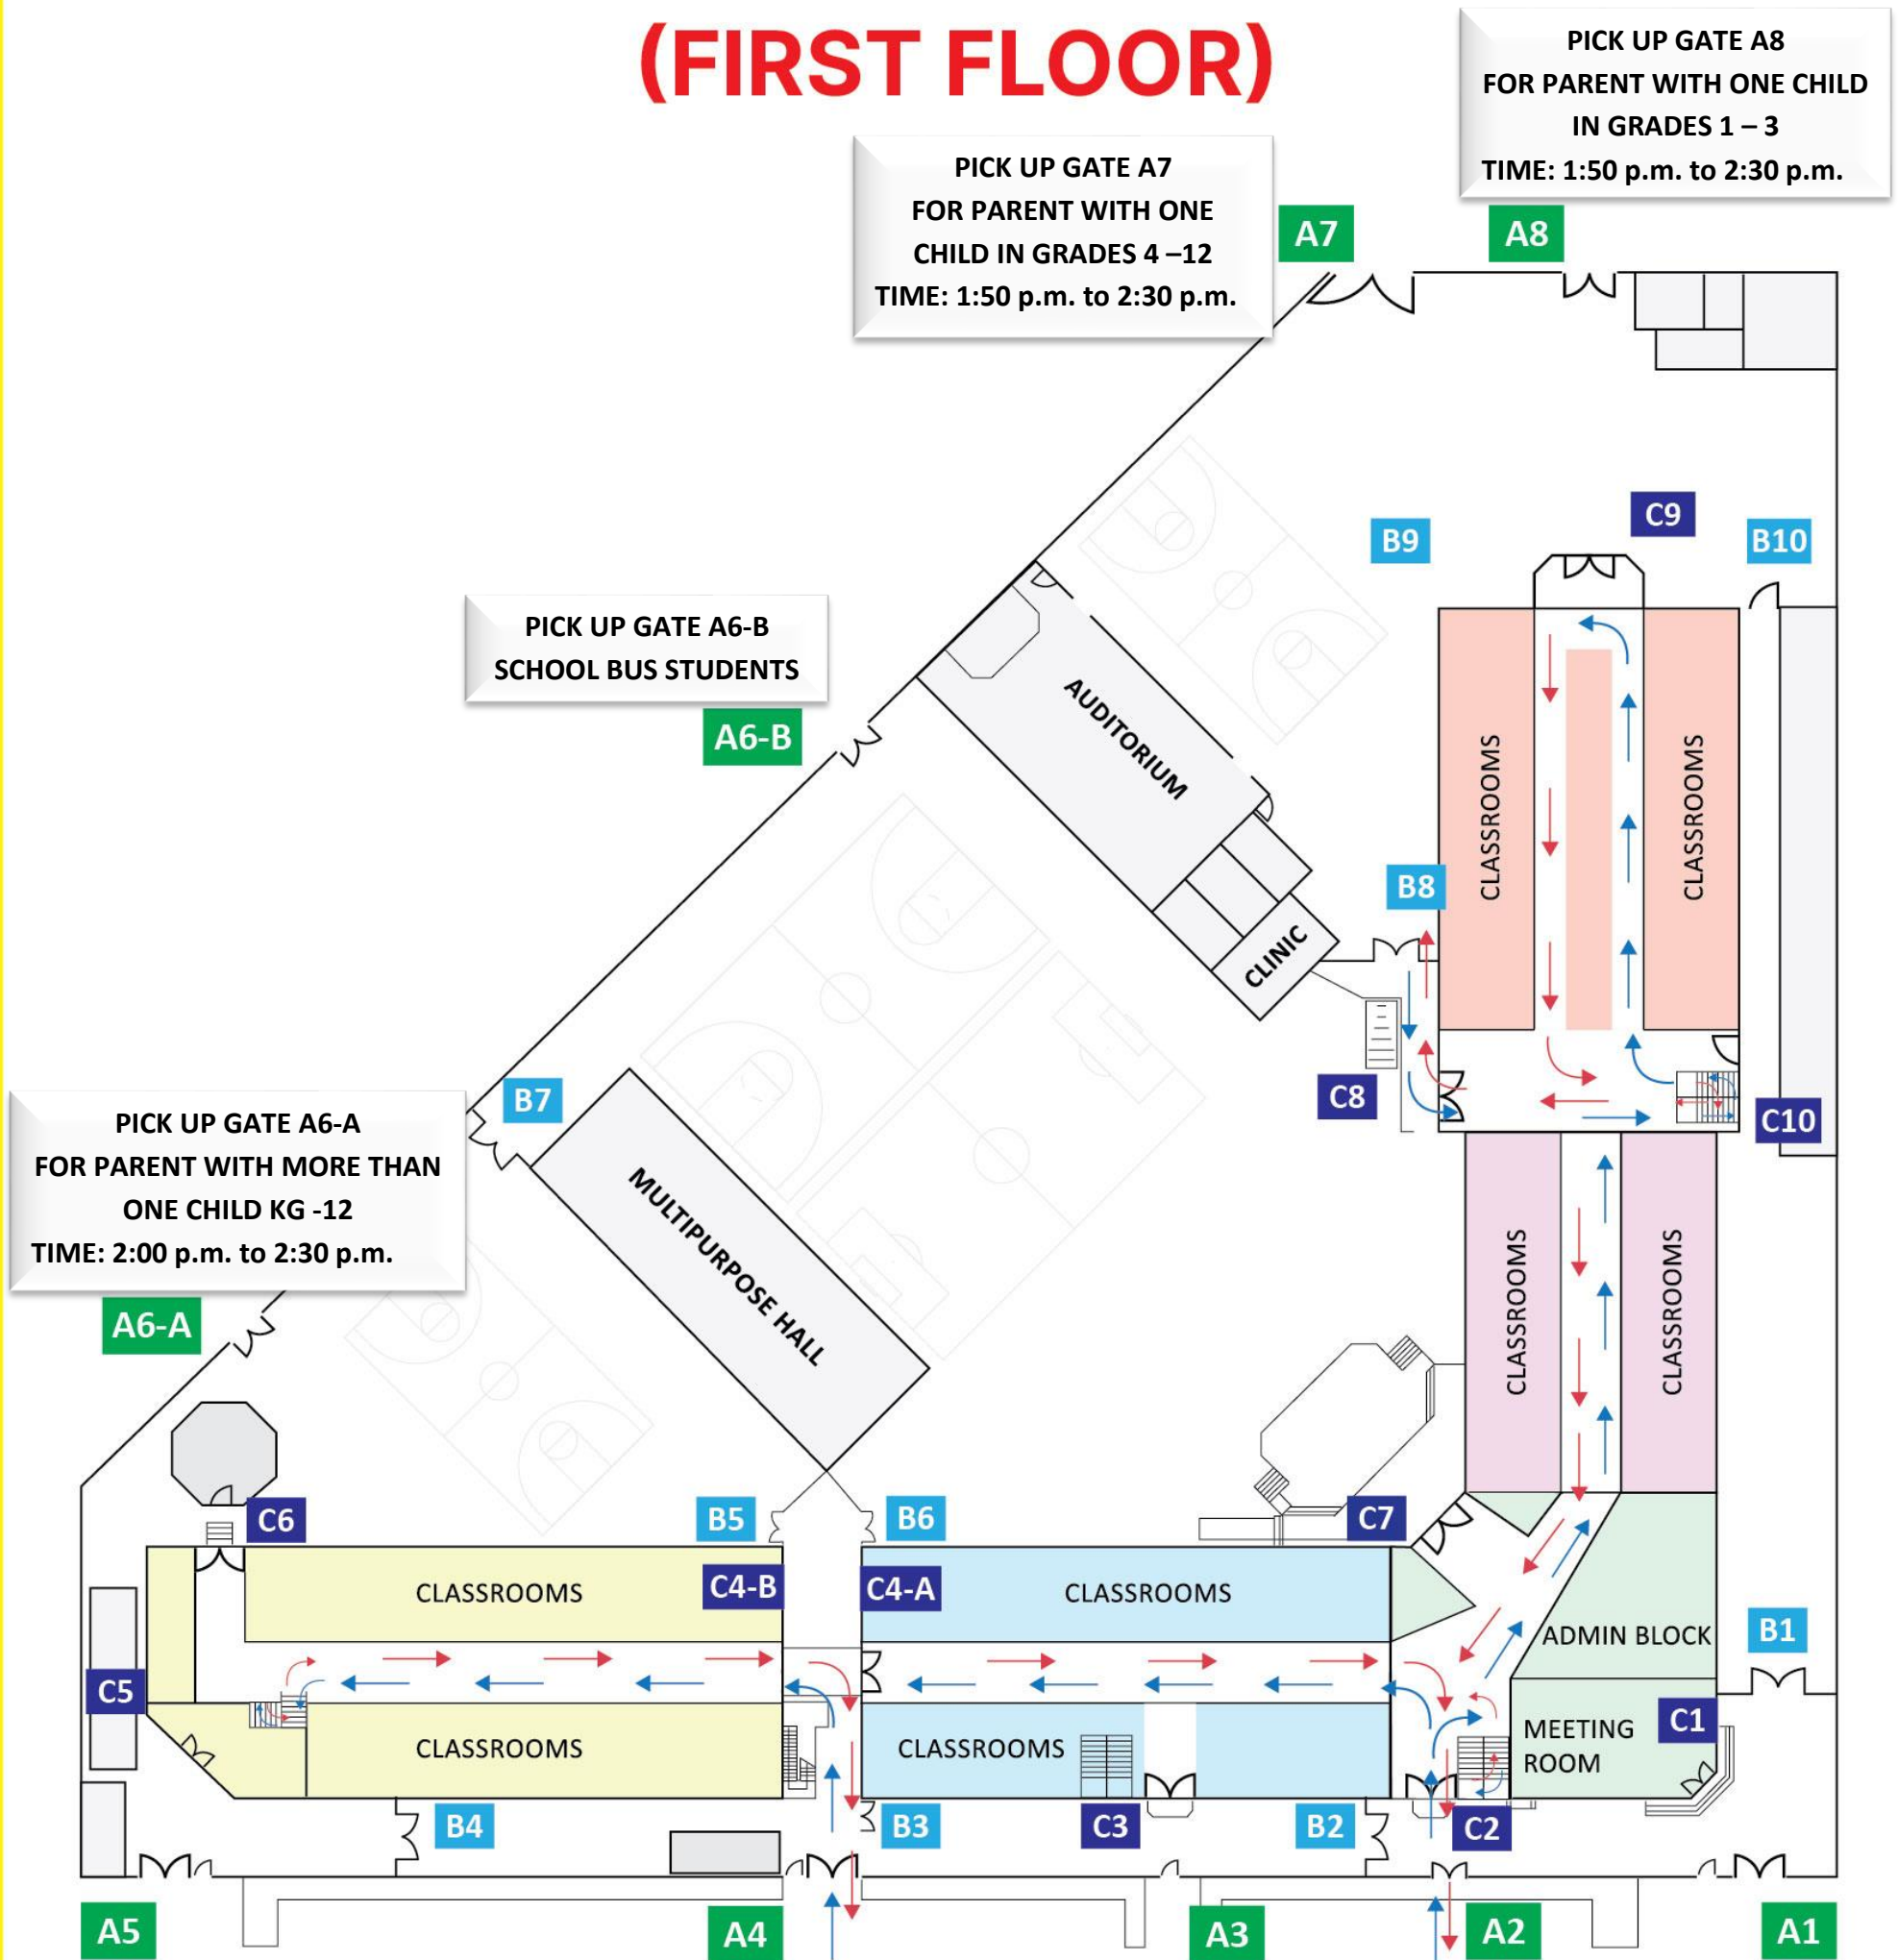 (FIRST FLOOR)
PICK UP GATE A8
FOR PARENT WITH ONE CHILD
IN GRADES 1 – 3
TIME: 1:50 p.m. to 2:30 p.m.
PICK UP GATE A7
FOR PARENT WITH ONE
CHILD IN GRADES 4 –12
TIME: 1:50 p.m. to 2:30 p.m.
A7
A8
C9
B9
B10
PICK UP GATE A6-B
SCHOOL BUS STUDENTS
A6-B
AUDITORIUM
CLASSROOMS
CLASSROOMS
B8
CLINIC
B7
C8
C10
PICK UP GATE A6-A
FOR PARENT WITH MORE THAN
ONE CHILD KG -12
TIME: 2:00 p.m. to 2:30 p.m.
A6-A
MULTIPURPOSE HALL
CLASSROOMS
CLASSROOMS
C6
B5
B6
C7
CLASSROOMS
C4-B
C4-A
CLASSROOMS
ADMIN BLOCK
B1
C5
CLASSROOMS
CLASSROOMS
MEETING
ROOM
C1
B4
B3
C3
B2
C2
A5
A4
A3
A2
A1